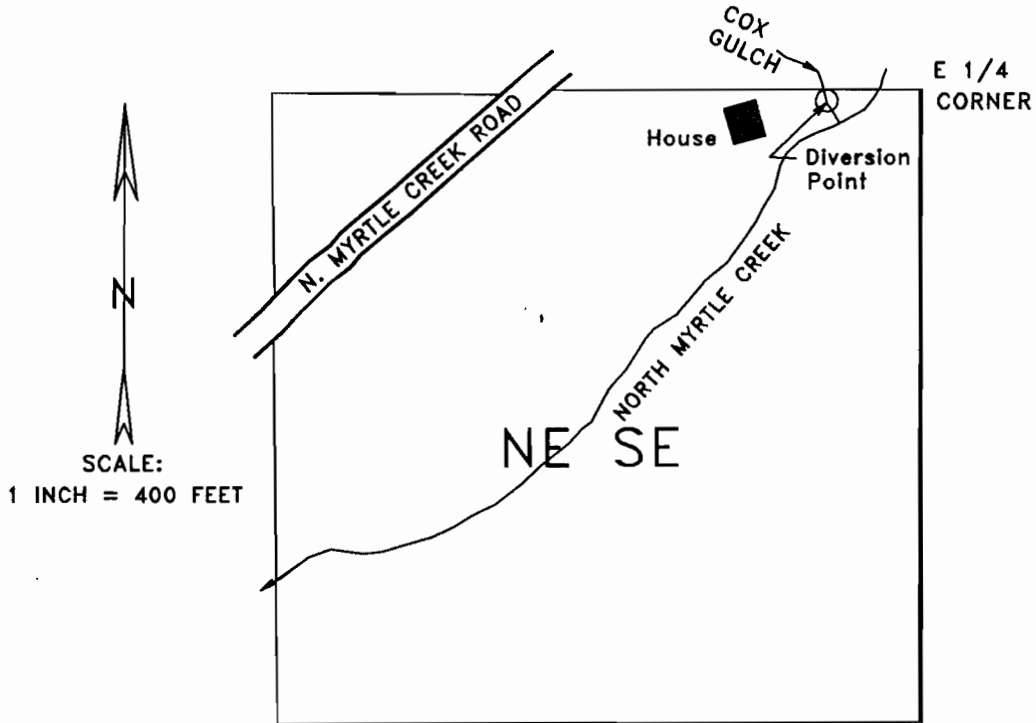 COX
GULCH
E 1/4
CORNER
House
Diversion
Point
N. MYRTLE CREEK ROAD
N
NORTH MYRTLE CREEK
NE SE
SCALE:
1 INCH = 400 FEET